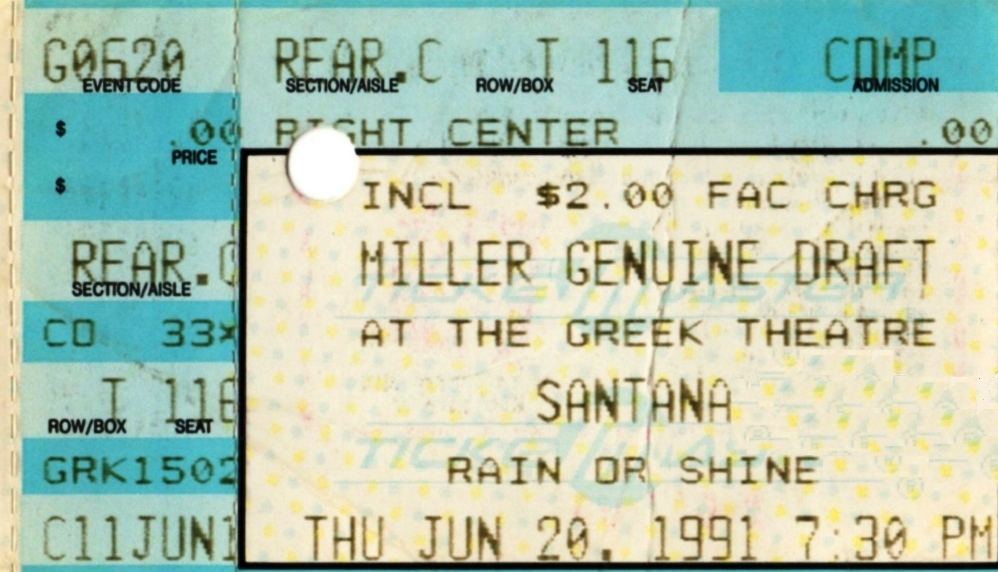 G0620 REAR.C T 116 COMP
EVENT CODE SECTION/AISLE ROW/BOX SEAT ADMISSION
$ .00 RIGHT CENTER .00
PRICE
$
INCL $2.00 FAC CHRG
REAR.C MILLER GENUINE DRAFT
SECTION/AISLE
CO 33× AT THE GREEK THEATRE
T 116 SANTANA
ROW/BOX SEAT
GRK1502 RAIN OR SHINE
C11JUN1 THU JUN 20, 1991 7:30 PM